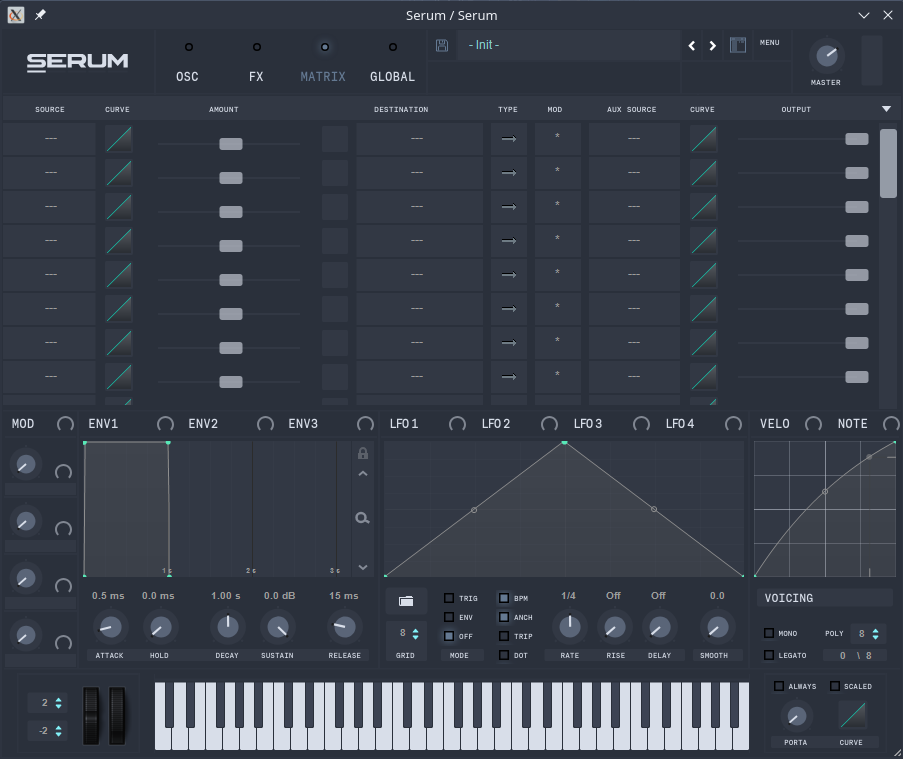 Serum / Serum
SERUM
OSC FX MATRIX GLOBAL
- Init -
MENU
MASTER
SOURCE CURVE AMOUNT DESTINATION TYPE MOD AUX SOURCE CURVE OUTPUT
--- --- * ---
--- --- * ---
--- --- * ---
--- --- * ---
--- --- * ---
--- --- * ---
--- --- * ---
--- --- * ---
MOD ENV1 ENV2 ENV3 LFO1 LFO2 LFO3 LFO4 VELO NOTE
1 s 2 s 3 s
0.5 ms 0.0 ms 1.00 s 0.0 dB 15 ms
ATTACK HOLD DECAY SUSTAIN RELEASE
8
GRID
TRIG
ENV
OFF
MODE
BPM
ANCH
TRIP
DOT
1/4 Off Off 0.0
RATE RISE DELAY SMOOTH
VOICING
MONO POLY 8
LEGATO 0 \ 8
2
-2
ALWAYS SCALED
PORTA CURVE